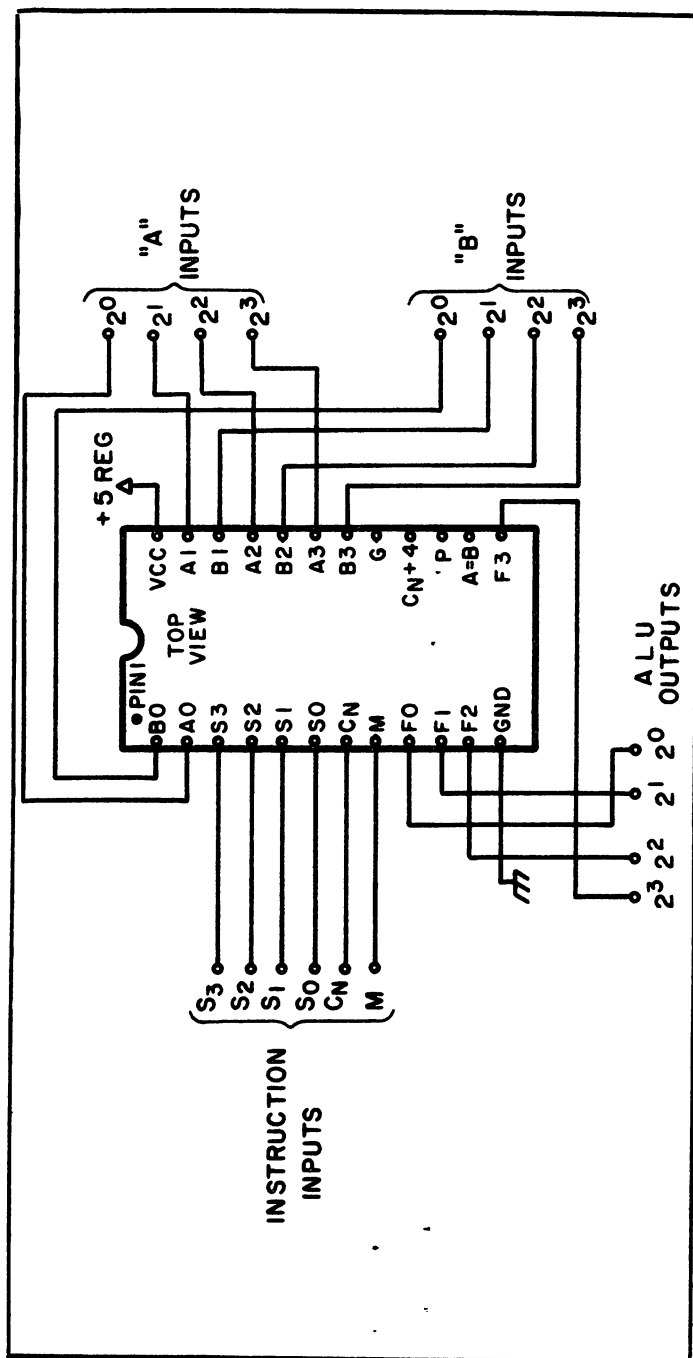 "A"
INPUTS
2⁰
2¹
2²
2³
"B"
INPUTS
2⁰
2¹
2²
2³
+5 REG
PIN1
TOP
VIEW
B0
A0
S3
S2
S1
S0
CN
M
F0
F1
F2
GND
VCC
A1
B1
A2
B2
A3
B3
G
CN+4
P
A=B
F3
S3
S2
S1
S0
CN
M
INSTRUCTION
INPUTS
2³ 2² 2¹ 2⁰
ALU
OUTPUTS